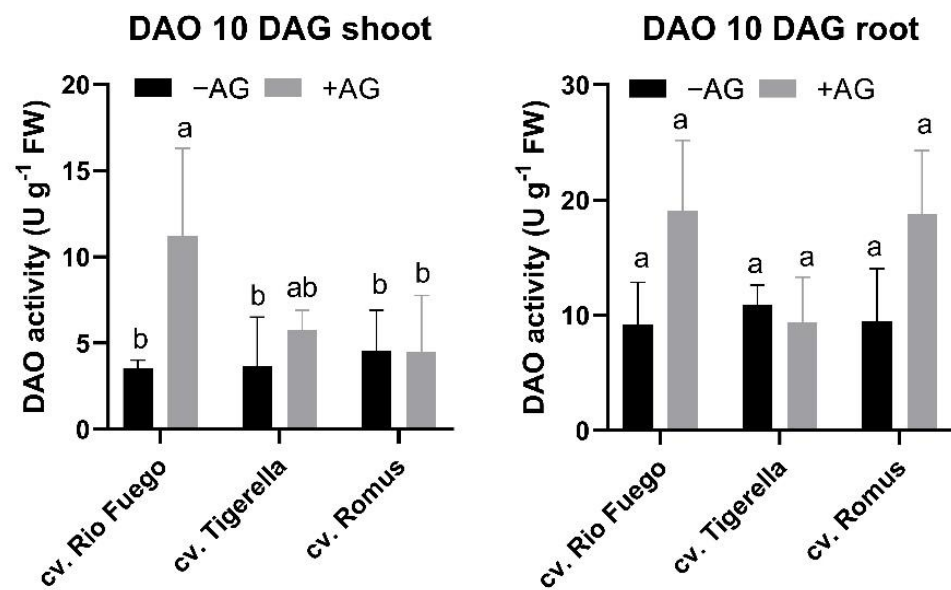 DAO 10 DAG shoot
DAO activity (U g⁻¹ FW)
−AG
+AG
20
15
10
5
0
b
a
b
ab
b
b
cv. Rio Fuego
cv. Tigerella
cv. Romus
DAO 10 DAG root
DAO activity (U g⁻¹ FW)
−AG
+AG
30
20
10
0
a
a
a
a
a
a
cv. Rio Fuego
cv. Tigerella
cv. Romus